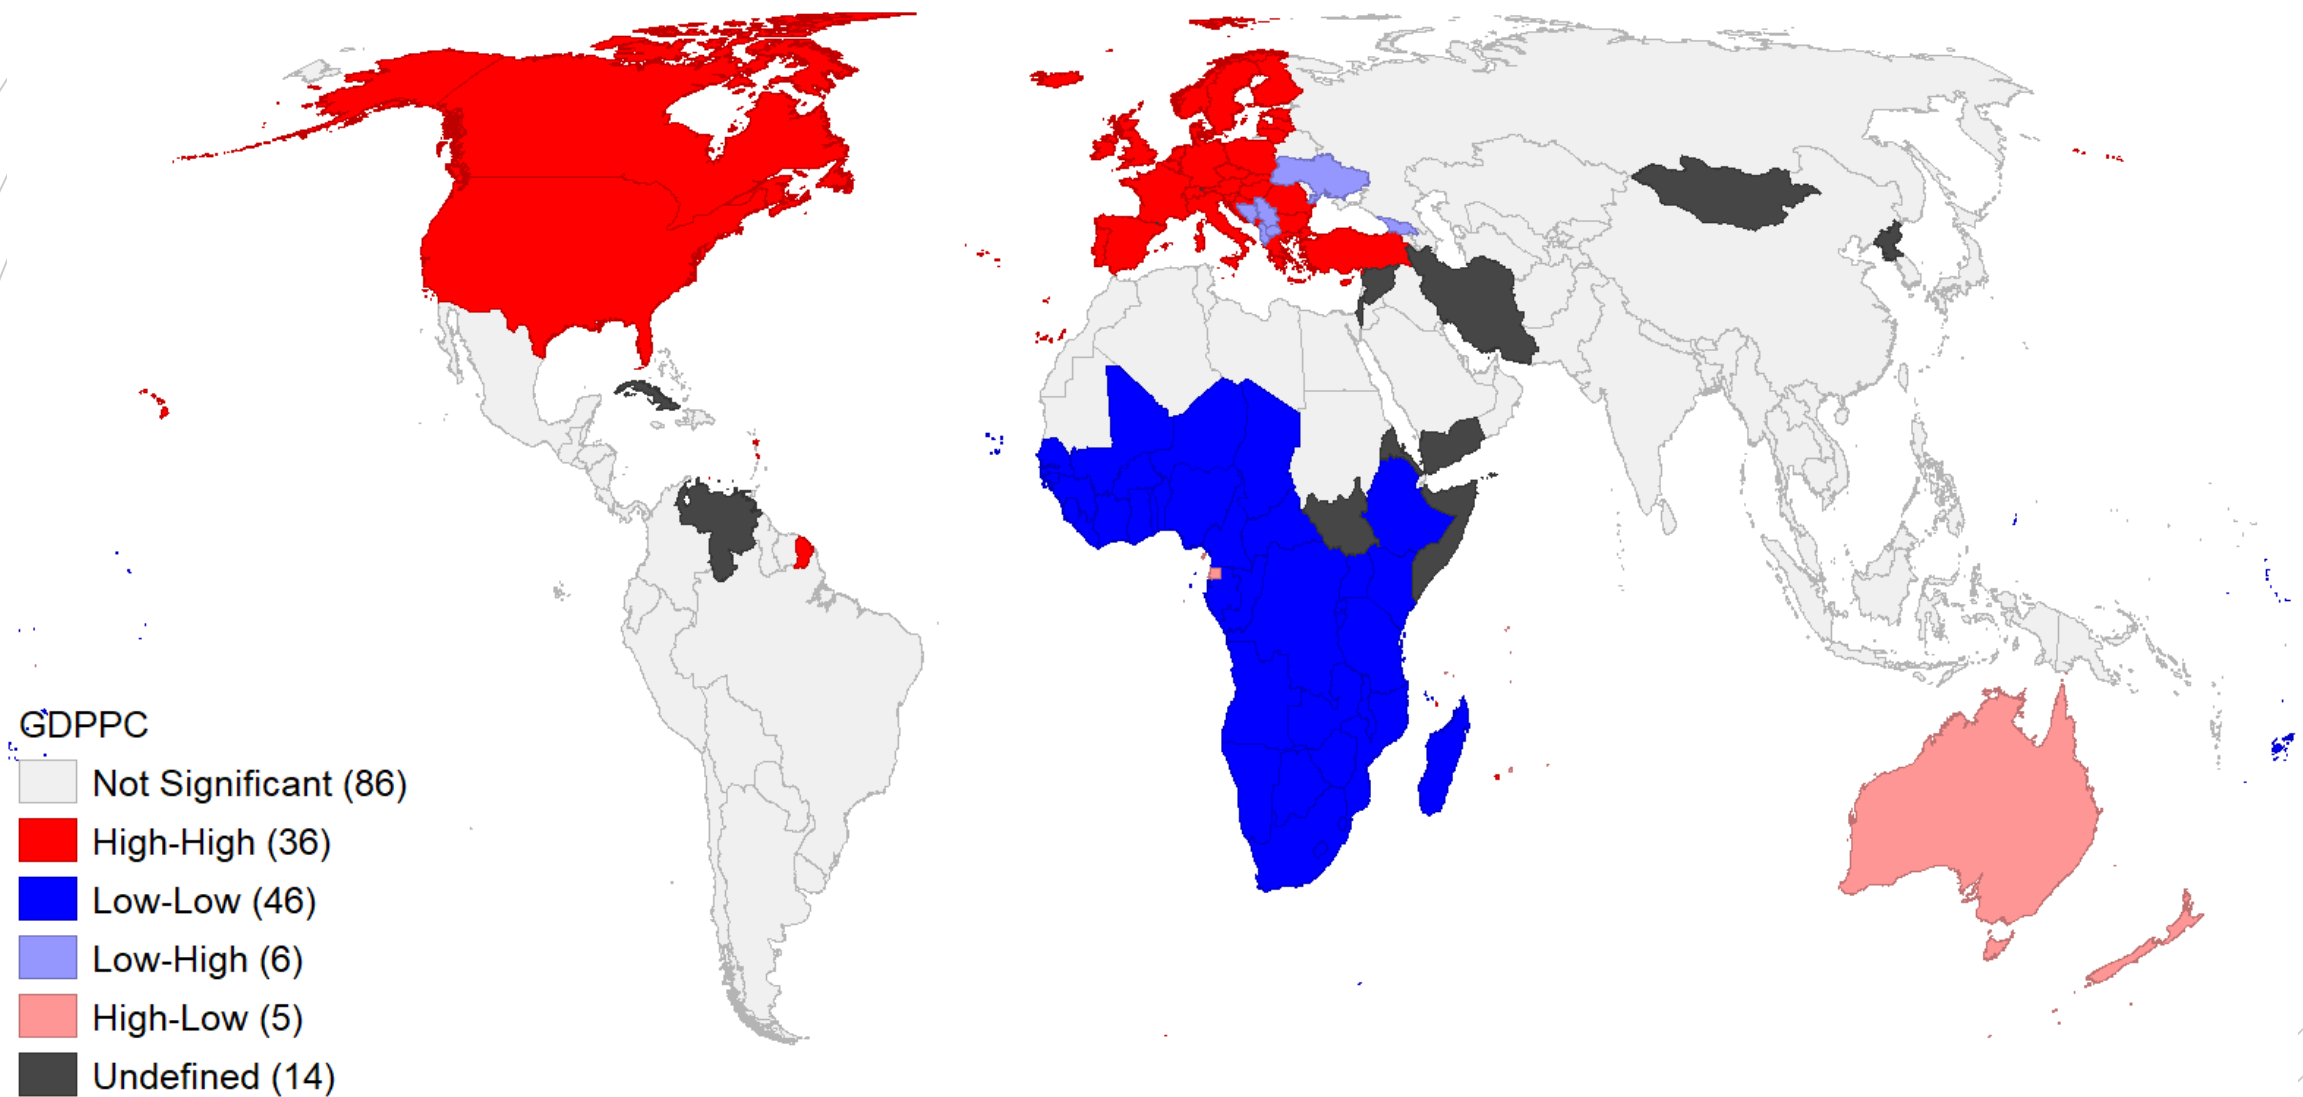 GDPPC
Not Significant (86)
High-High (36)
Low-Low (46)
Low-High (6)
High-Low (5)
Undefined (14)